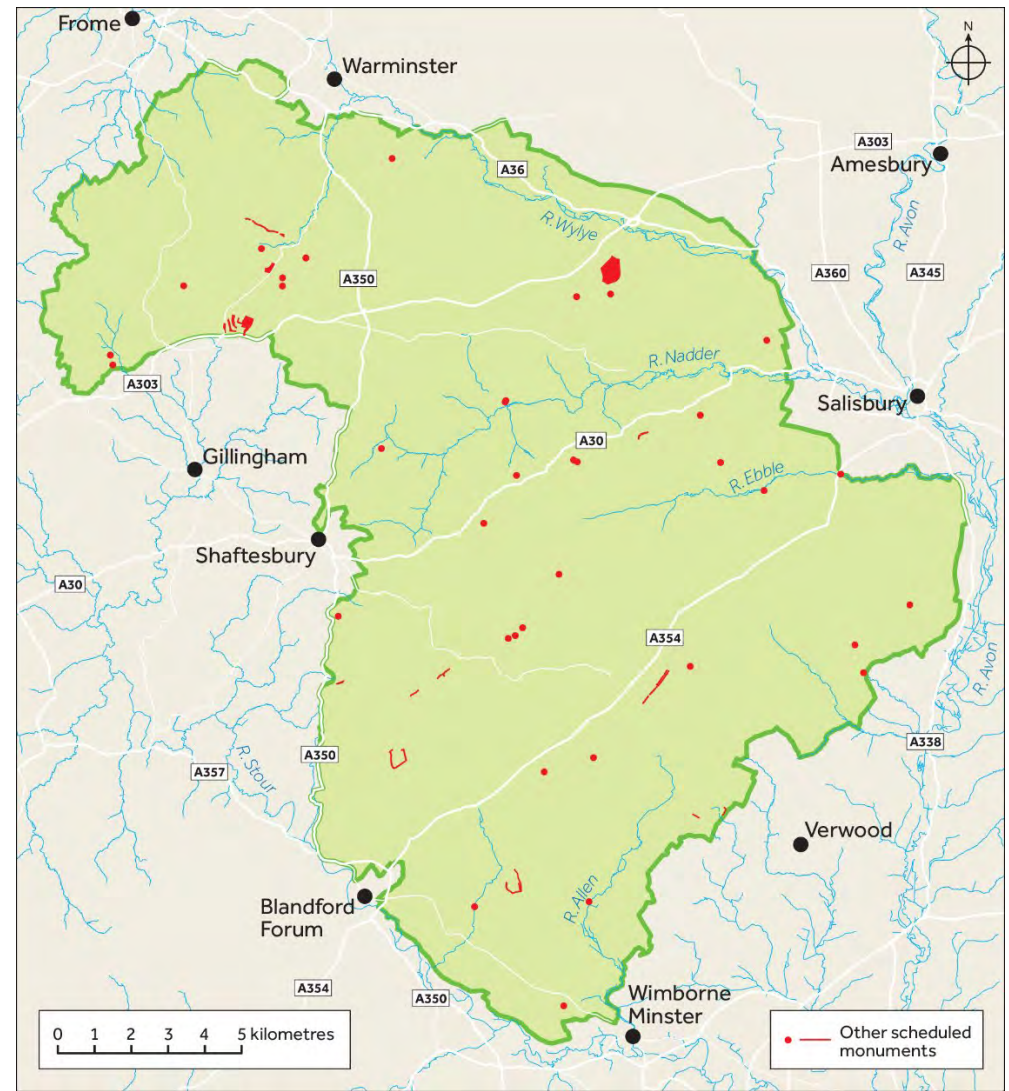 Frome
N
Warminster
A303
Amesbury
A36
R.Wylye
R.Avon
A350
A360
A345
R.Nadder
A303
Salisbury
A30
Gillingham
R.Ebble
Shaftesbury
A30
A354
R.Avon
A350
A338
A357
R.Stour
Verwood
R.Allen
Blandford
Forum
A354
A350
Wimborne
Minster
0 1 2 3 4 5 kilometres
Other scheduled
monuments